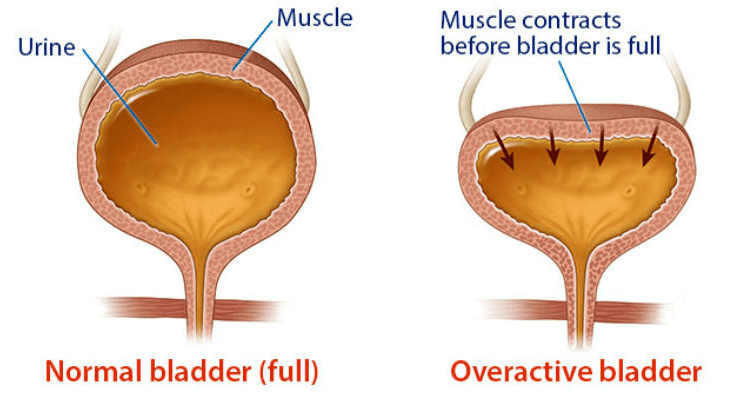 Urine
Muscle
Muscle contracts
before bladder is full
Normal bladder (full)
Overactive bladder